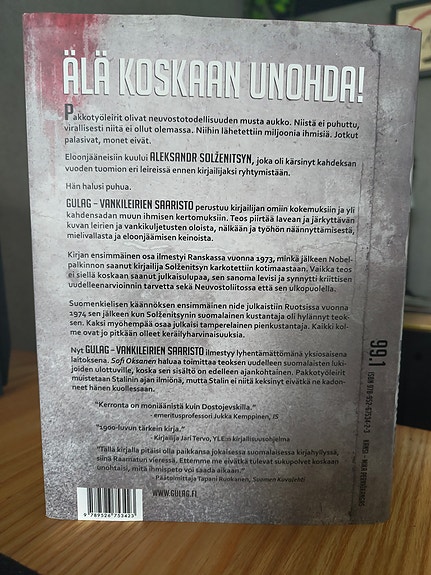 ÄLÄ KOSKAAN UNOHDA!
Pakkotyöleirit olivat neuvostotodellisuuden musta aukko. Niistä ei puhuttu,
virallisesti niitä ei ollut olemassa. Niihin lähetettiin miljoonia ihmisiä. Jotkut
palasivat, monet eivät.
Eloonjääneisiin kuului ALEKSANDR SOLŽENITSYN, joka oli kärsinyt kahdeksan
vuoden tuomion eri leireissä ennen kirjailijaksi ryhtymistään.
Hän halusi puhua.
GULAG – VANKILEIRIEN SAARISTO perustuu kirjailijan omiin kokemuksiin ja yli
kahdensadan muun ihmisen kertomuksiin. Teos piirtää lavean ja järkyttävän
kuvan leirien ja vankikuljetusten oloista, nälkään ja työhön näännyttämisestä,
mielivallasta ja eloonjäämisen keinoista.
Kirjan ensimmäinen osa ilmestyi Ranskassa vuonna 1973, minkä jälkeen Nobel-
palkinnon saanut kirjailija Solženitsyn karkotettiin kotimaastaan. Vaikka teos
ei siellä koskaan saanut julkaisulupaa, sen sanoma levisi ja synnytti kriittisen
uudelleenarvioinnin tarvetta sekä Neuvostoliitossa että sen ulkopuolella.
Suomenkielisen käännöksen ensimmäinen nide julkaistiin Ruotsissa vuonna
1974 sen jälkeen kun Solženitsynin suomalainen kustantaja oli hylännyt teok-
sen. Kaksi myöhempää osaa julkaisi tamperelainen pienkustantaja. Kaikki kol-
me ovat jo pitkään olleet keräilyharvinaisuuksia.
Nyt GULAG – VANKILEIRIEN SAARISTO ilmestyy lyhentämättömänä yksiosaisena
laitoksena. Sofi Oksanen haluaa toimittaa teoksen uudelleen suomalaisten luki-
joiden ulottuville, koska sen sisältö on edelleen ajankohtainen. Pakkotyöleirit
muistetaan Stalinin ajan ilmiönä, mutta Stalin ei niitä keksinyt eivätkä ne kadon-
neet hänen kuollessaan.
"Kerronta on moniäänistä kuin Dostojevskilla."
- emeritusprofessori Jukka Kemppinen, IS
"1900-luvun tärkein kirja."
- Kirjailija Jari Tervo, YLE:n kirjallisuusohjelma
"Tällä kirjalla pitäisi olla paikkansa jokaisessa suomalaisessa kirjahyllyssä,
siinä Raamatun vieressä. Ettemme me eivätkä tulevat sukupolvet koskaan
unohtaisi, mitä ihmispeto voi saada aikaan."
- Päätoimittaja Tapani Ruokanen, Suomen Kuvalehti
9 789526 753423
WWW.GULAG.FI
99.1